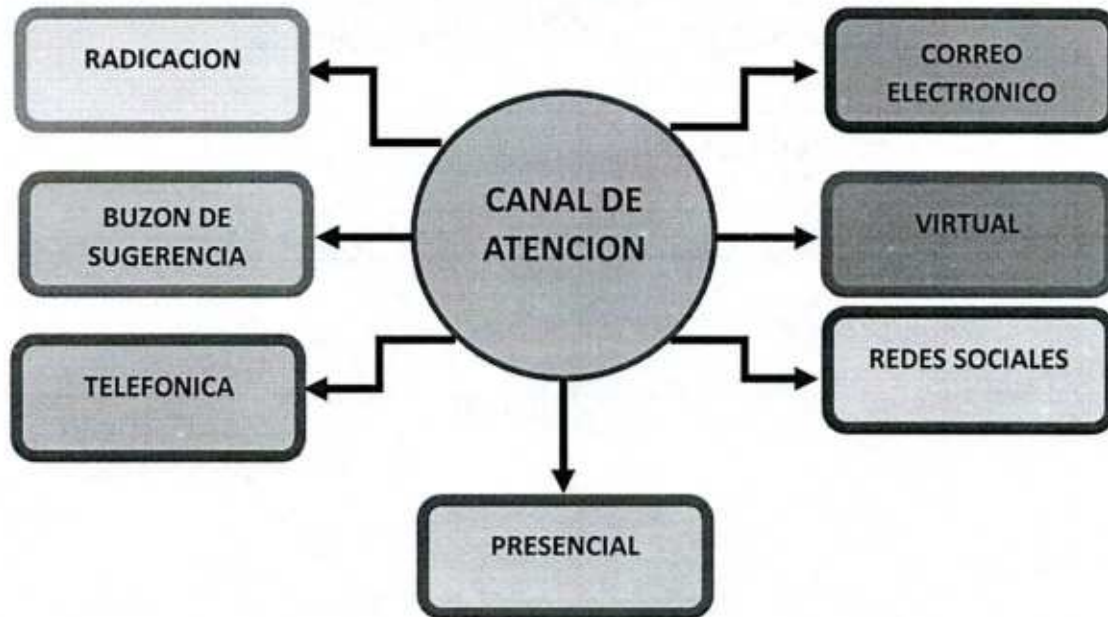 RADICACION
CORREO
ELECTRONICO
CANAL DE
ATENCION
BUZON DE
SUGERENCIA
VIRTUAL
TELEFONICA
REDES SOCIALES
PRESENCIAL